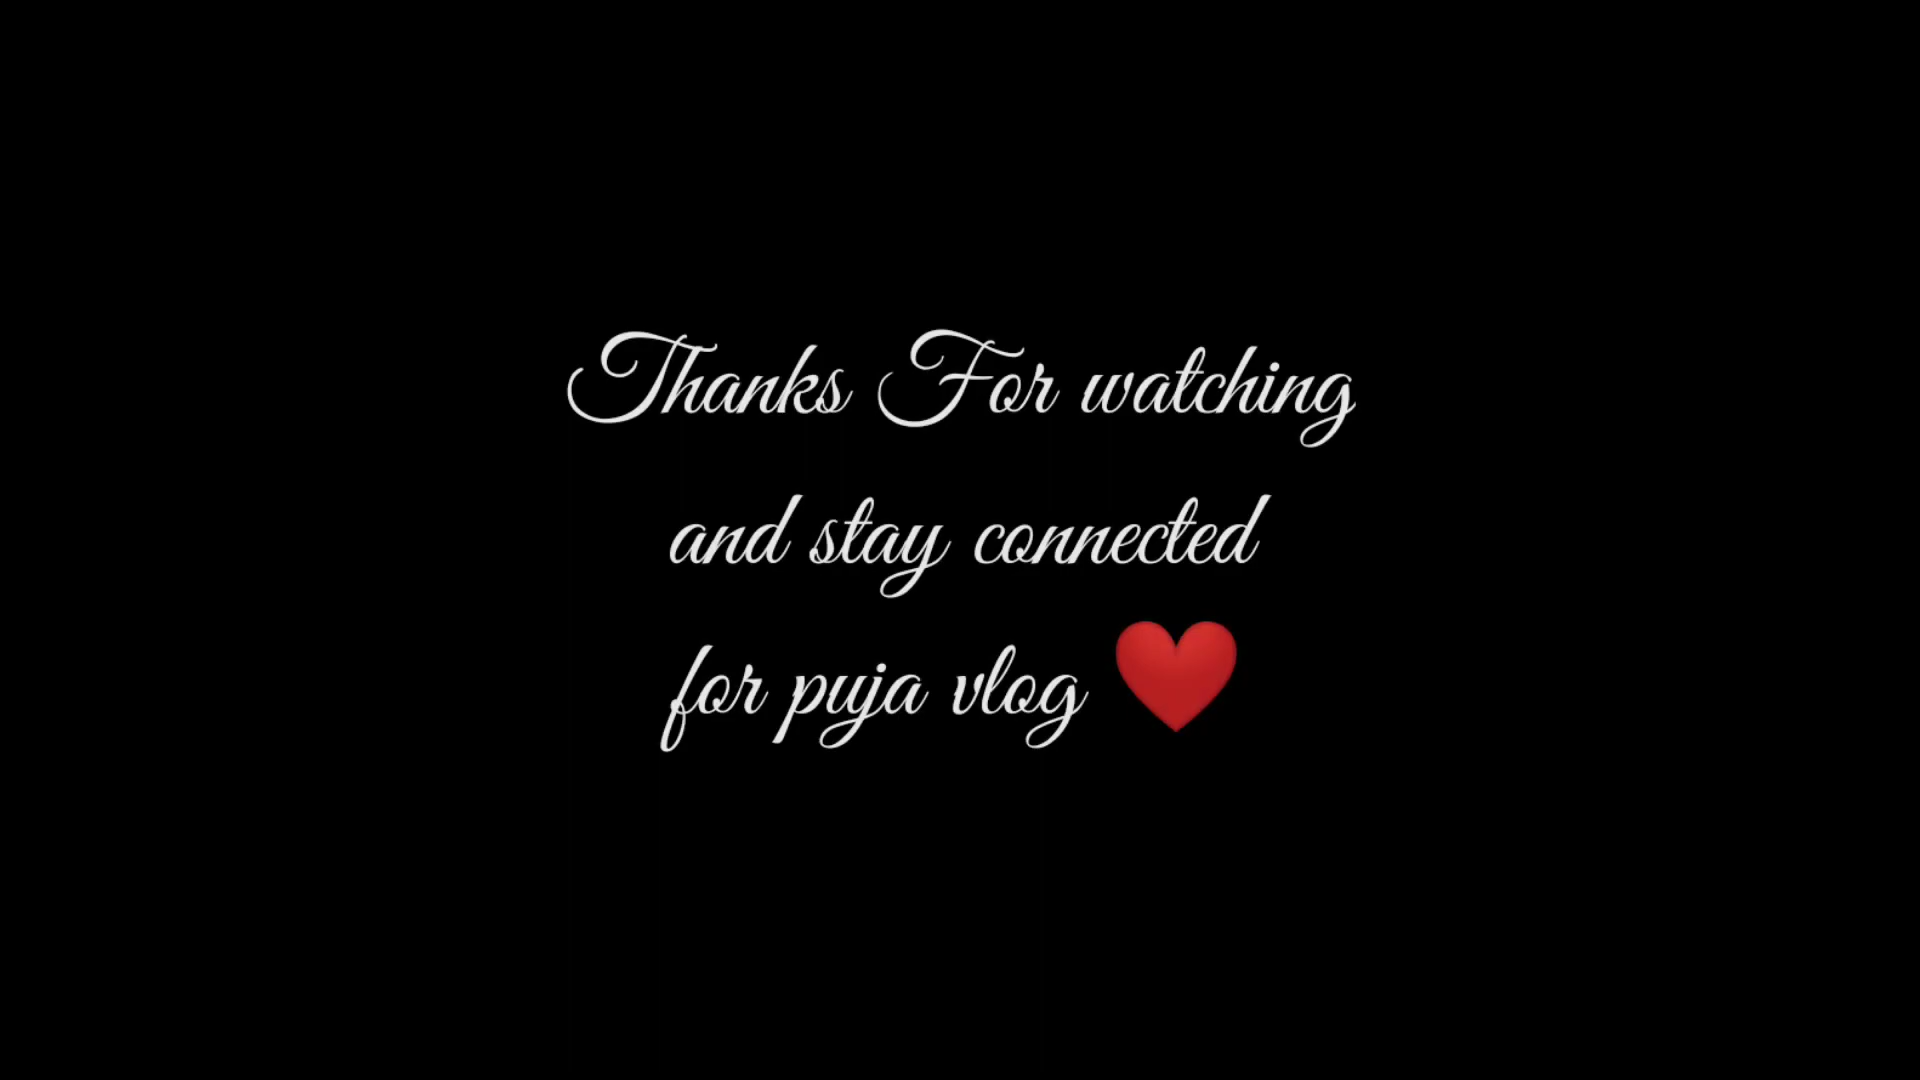 Thanks For watching
and stay connected
for puja vlog ❤️